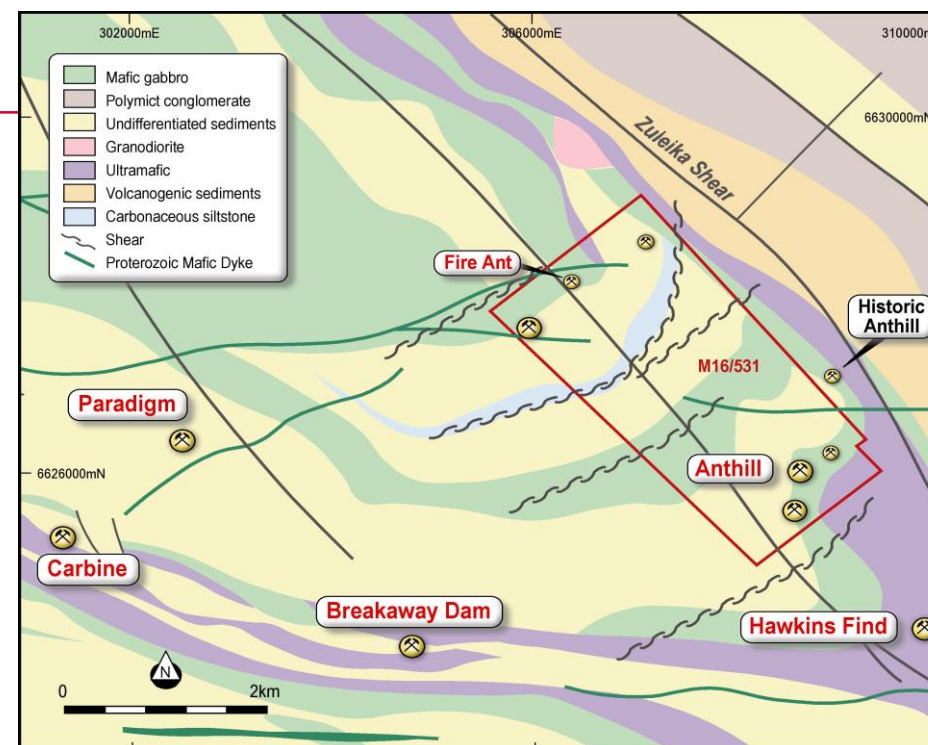 302000mE
306000mE
310000m
Mafic gabbro
Polymict conglomerate
Undifferentiated sediments
Granodiorite
Ultramafic
Volcanogenic sediments
Carbonaceous siltstone
Shear
Proterozoic Mafic Dyke
6630000mN
Zuleika Shear
Fire Ant
Historic
Anthill
M16/531
Paradigm
6626000mN
Anthill
Carbine
Breakaway Dam
Hawkins Find
N
0
2km